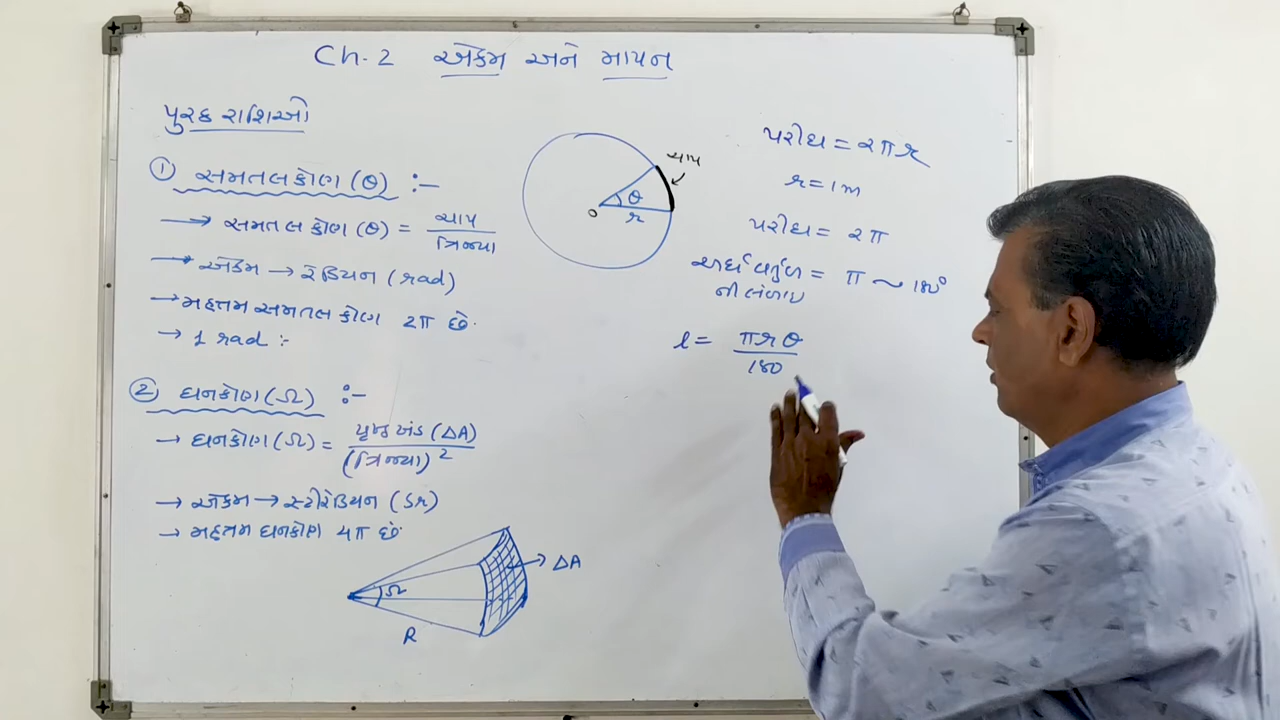 Ch. 2 એકમ અને માપન
પુરક રાશિઓ
① સમતલકોણ (θ) :-
→ સમતલ કોણ (θ) = ચાપ / ત્રિજ્યા
→ એકમ → રેડિયન (rad)
→ મહત્તમ સમતલ કોણ 2π છે.
→ 1 rad :-
② ઘનકોણ (Ω) :-
→ ઘનકોણ (Ω) = પૃષ્ઠખંડ (ΔA) / (ત્રિજ્યા)²
→ એકમ → સ્ટીરેડિયન (Sr)
→ મહત્તમ ઘનકોણ 4π છે.
Ω
R
ΔA
ચાપ
θ
O
r
પરીઘ = 2πr
r = 1m
પરીઘ = 2π
અર્ધવર્તુળ = π ~ 180°
ની લંબાઇ
l = πrθ / 180